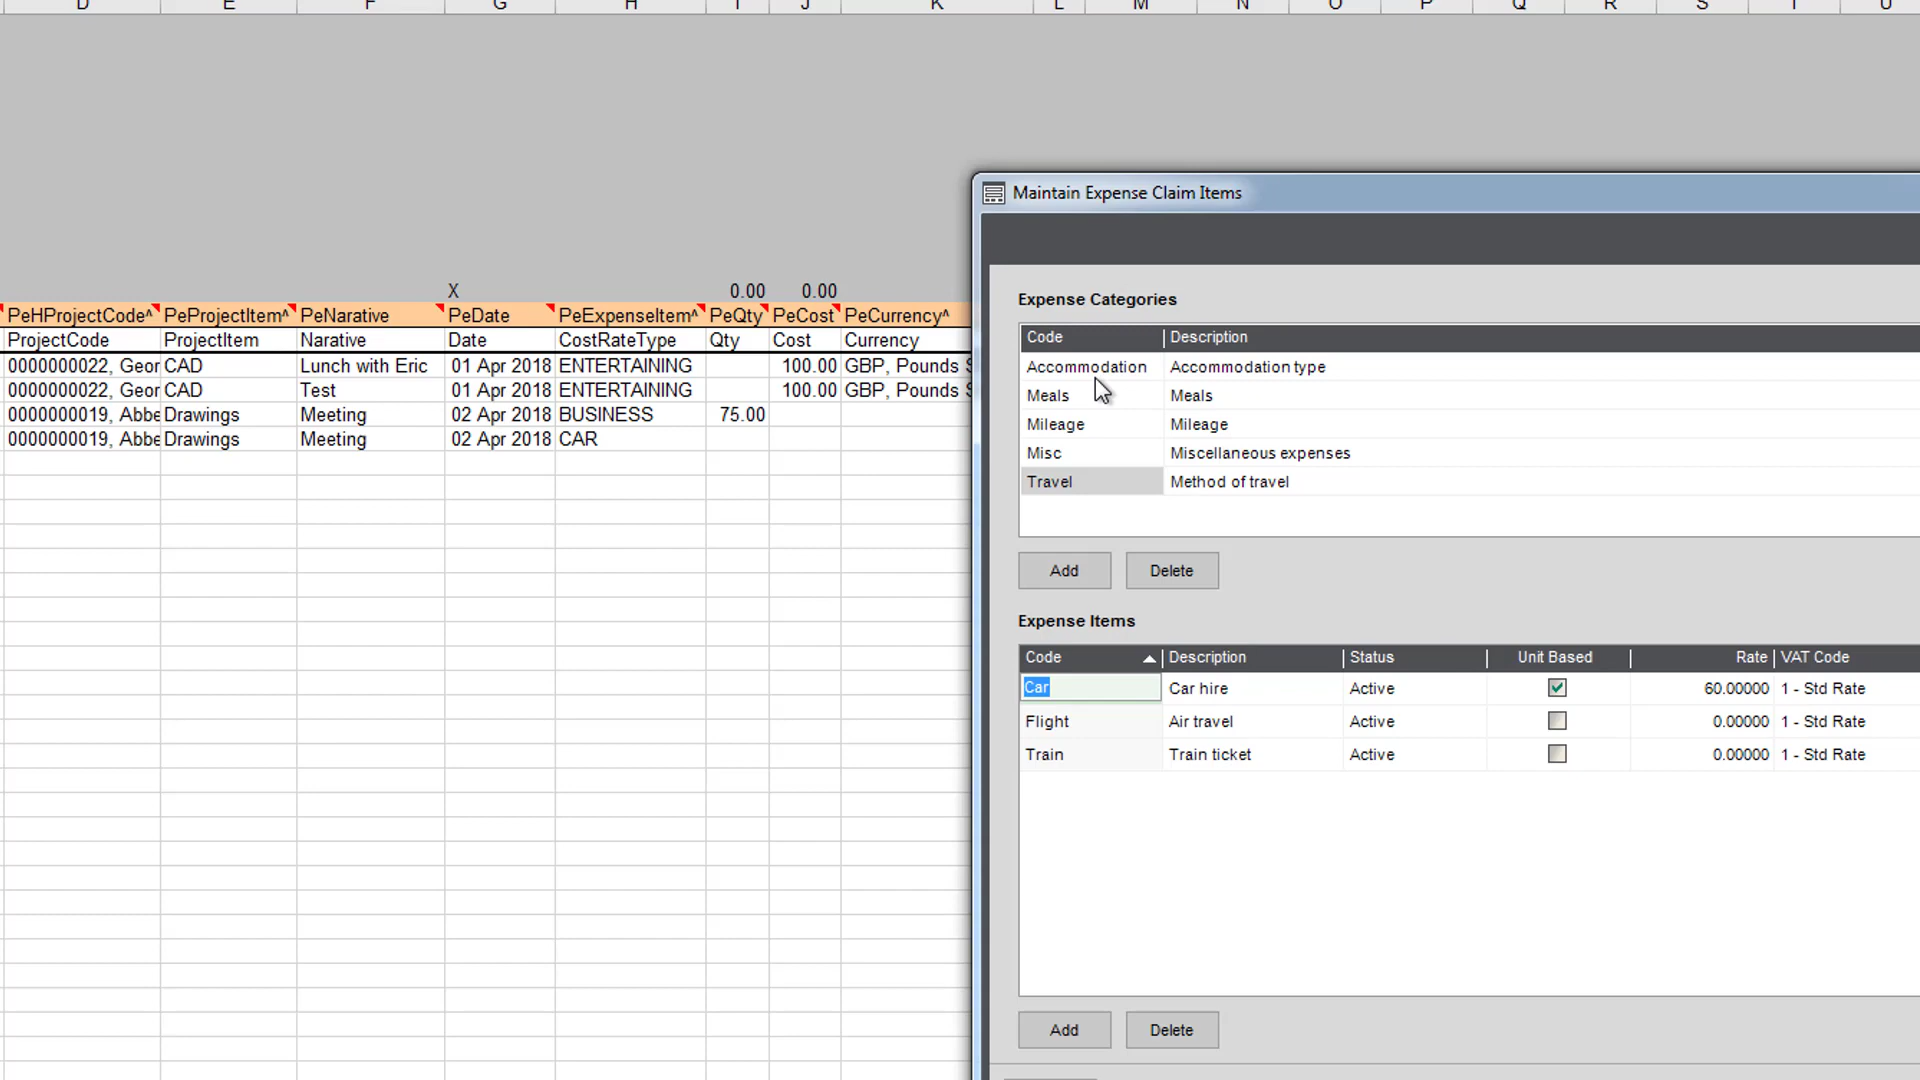 D E F G H I J K L M N O P Q R S T U
Maintain Expense Claim Items
X 0.00 0.00
PeHProjectCode^ PeProjectItem^ PeNarative PeDate PeExpenseItem^ PeQty PeCost PeCurrency^
ProjectCode ProjectItem Narative Date CostRateType Qty Cost Currency
0000000022, Geor CAD Lunch with Eric 01 Apr 2018 ENTERTAINING 100.00 GBP, Pounds S
0000000022, Geor CAD Test 01 Apr 2018 ENTERTAINING 100.00 GBP, Pounds S
0000000019, Abbe Drawings Meeting 02 Apr 2018 BUSINESS 75.00
0000000019, Abbe Drawings Meeting 02 Apr 2018 CAR
Expense Categories
Code Description
Accommodation Accommodation type
Meals Meals
Mileage Mileage
Misc Miscellaneous expenses
Travel Method of travel
Add Delete
Expense Items
Code Description Status Unit Based Rate VAT Code
Car Car hire Active 60.00000 1 - Std Rate
Flight Air travel Active 0.00000 1 - Std Rate
Train Train ticket Active 0.00000 1 - Std Rate
Add Delete